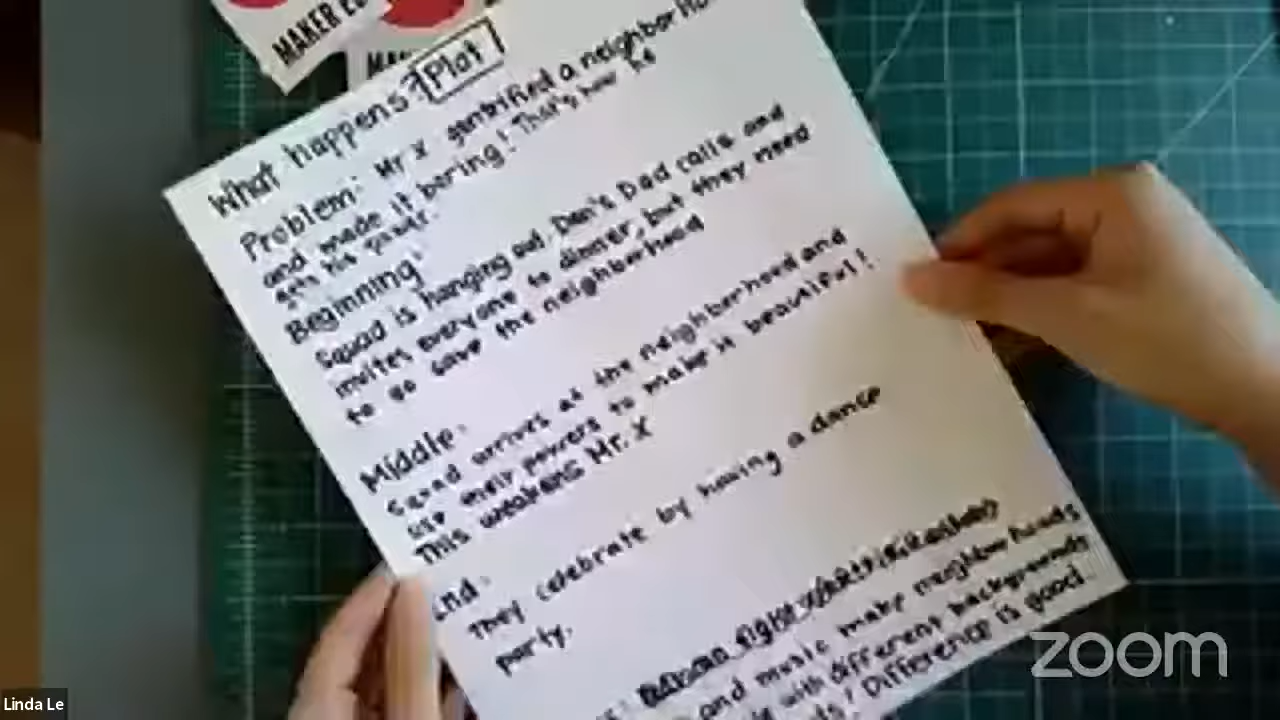 MAKER
What happens? Plot
Problem: Mr X gentrified a
and made it boring! That's how he
gets his power.
Beginning:
Squad is hanging out. Dan's Dad calls and
invites everyone to dinner, but they need
to go save the neighborhood
Middle:
Squad arrives at the neighborhood and
use their powers to make it beautiful!
This weakens Mr. X
End:
They celebrate by having a dance
party.
and music make neighborhoods
with different backgrounds
Difference is good.
zoom
Linda Le